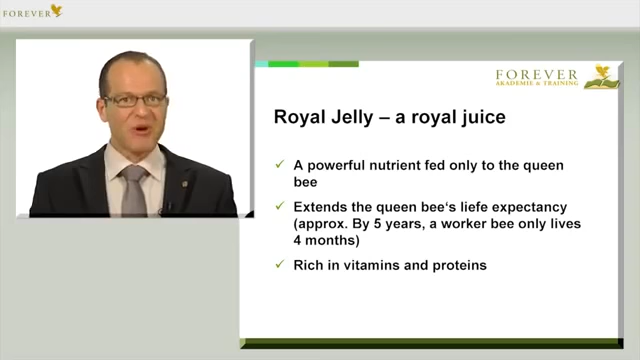 FOREVER
FOREVER
AKADEMIE & TRAINING
Royal Jelly – a royal juice
✓ A powerful nutrient fed only to the queen
bee
✓ Extends the queen bee‘s liefe expectancy
(approx. By 5 years, a worker bee only lives
4 months)
✓ Rich in vitamins and proteins